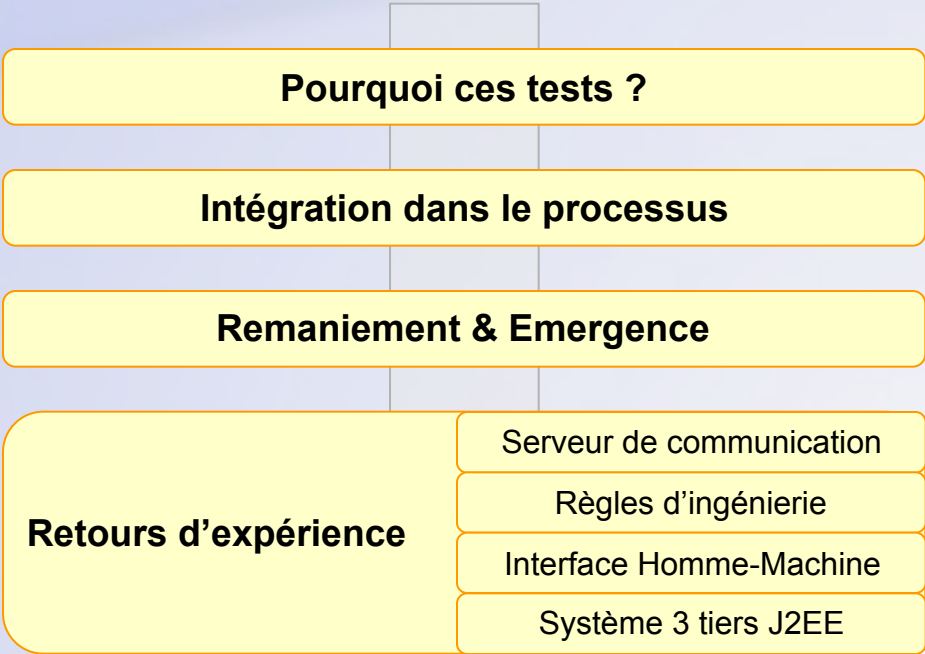 Pourquoi ces tests ?
Intégration dans le processus
Remaniement & Emergence
Retours d’expérience
Serveur de communication
Règles d’ingénierie
Interface Homme-Machine
Système 3 tiers J2EE